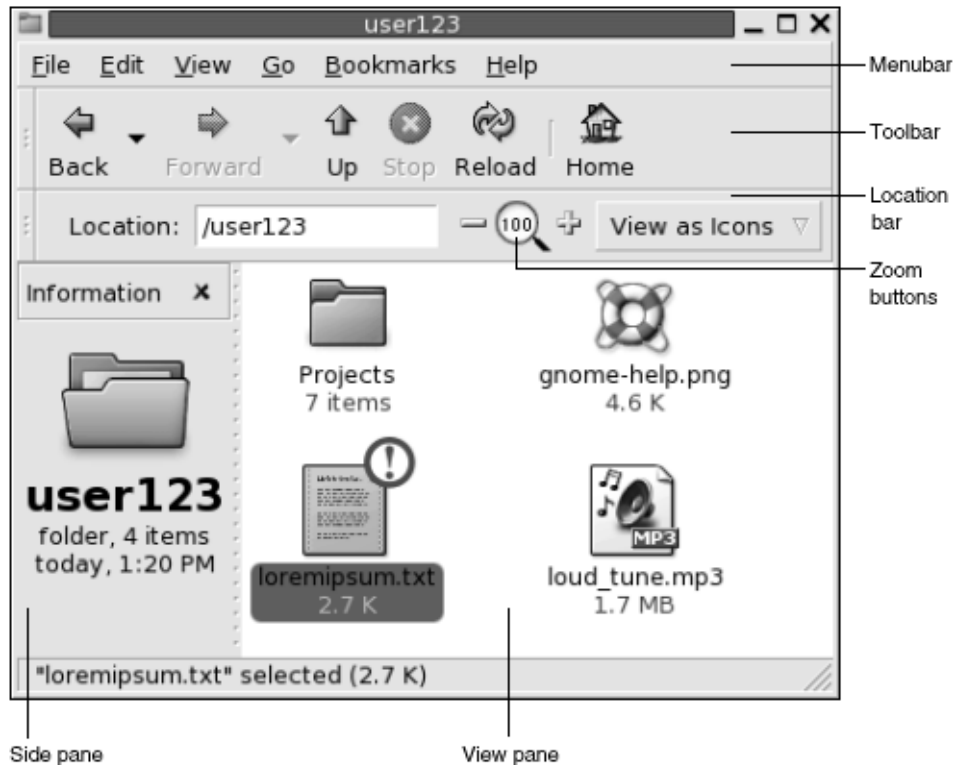 user123
File Edit View Go Bookmarks Help
Menubar
Back Forward Up Stop Reload Home
Toolbar
Location: /user123 100 View as Icons
Location
bar
Zoom
buttons
Information
user123
folder, 4 items
today, 1:20 PM
Projects
7 items
gnome-help.png
4.6 K
loremipsum.txt
2.7 K
MP3
loud_tune.mp3
1.7 MB
"loremipsum.txt" selected (2.7 K)
Side pane
View pane